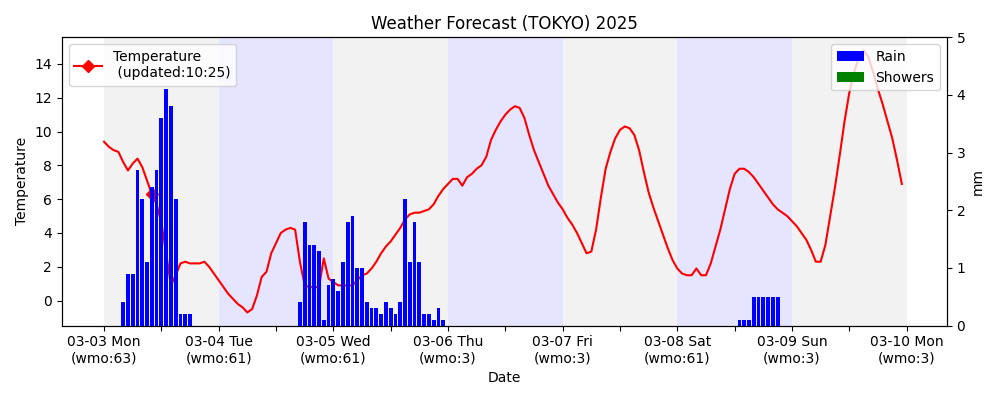 Weather Forecast (TOKYO) 2025
Temperature
(updated:10:25)
Rain
Showers
Temperature
14
12
10
8
6
4
2
0
5
4
3
2
1
0
mm
03-03 Mon
(wmo:63)
03-04 Tue
(wmo:61)
03-05 Wed
(wmo:61)
03-06 Thu
(wmo:3)
03-07 Fri
(wmo:3)
03-08 Sat
(wmo:61)
03-09 Sun
(wmo:3)
03-10 Mon
(wmo:3)
Date